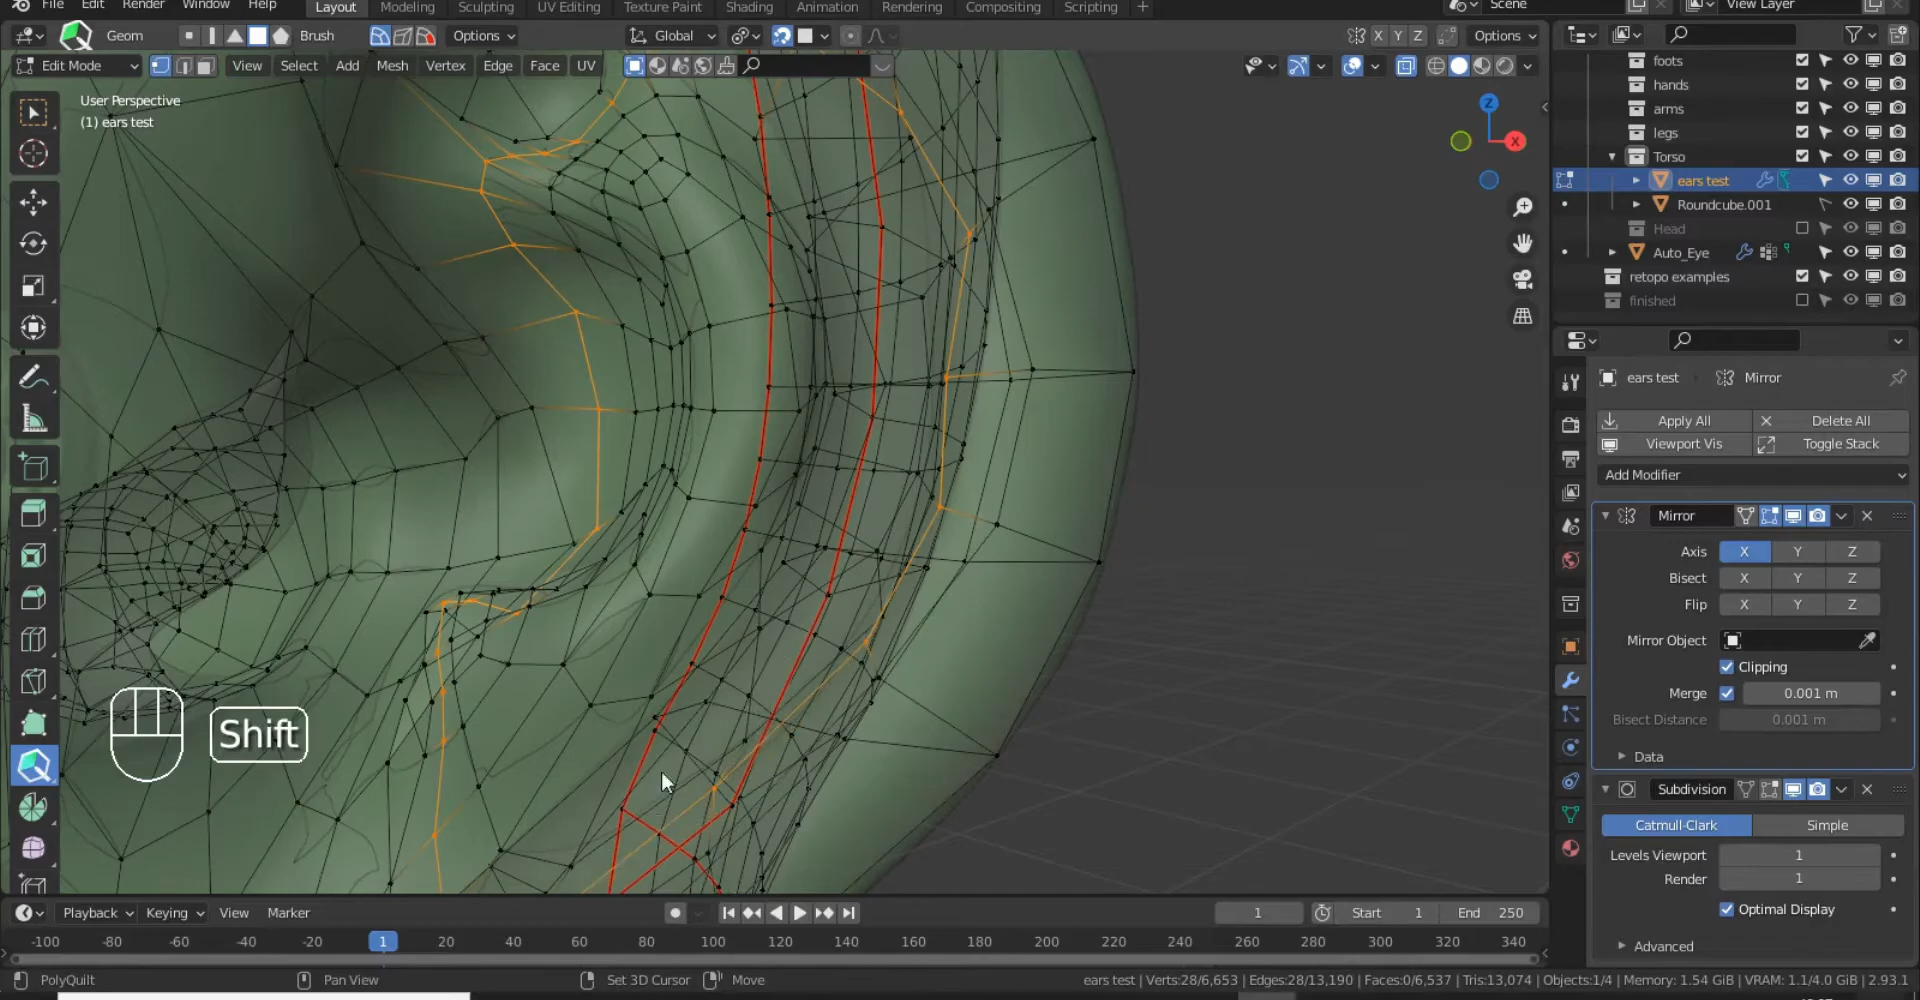 File Edit Render Window Help Layout Modeling Sculpting UV Editing Texture Paint Shading Animation Rendering Compositing Scripting + Scene View Layer
Geom Brush Options Global X Y Z Options
Edit Mode View Select Add Mesh Vertex Edge Face UV
User Perspective
(1) ears test
Z
X
Shift
foots
hands
arms
legs
Torso
ears test
Roundcube.001
Head
Auto_Eye
retopo examples
finished
ears test Mirror
Apply All Delete All
Viewport Vis Toggle Stack
Add Modifier
Mirror
Axis X Y Z
Bisect X Y Z
Flip X Y Z
Mirror Object
Clipping
Merge 0.001 m
Bisect Distance 0.001 m
Data
Subdivision
Catmull-Clark Simple
Levels Viewport 1
Render 1
Optimal Display
Advanced
Playback Keying View Marker 1 Start 1 End 250
-100 -80 -60 -40 -20 1 20 40 60 80 100 120 140 160 180 200 220 240 260 280 300 320 340
PolyQuilt Pan View Set 3D Cursor Move ears test | Verts:28/6,653 | Edges:28/13,190 | Faces:0/6,537 | Tris:13,074 | Objects:1/4 | Memory: 1.54 GiB | VRAM: 1.1/4.0 GiB | 2.93.1